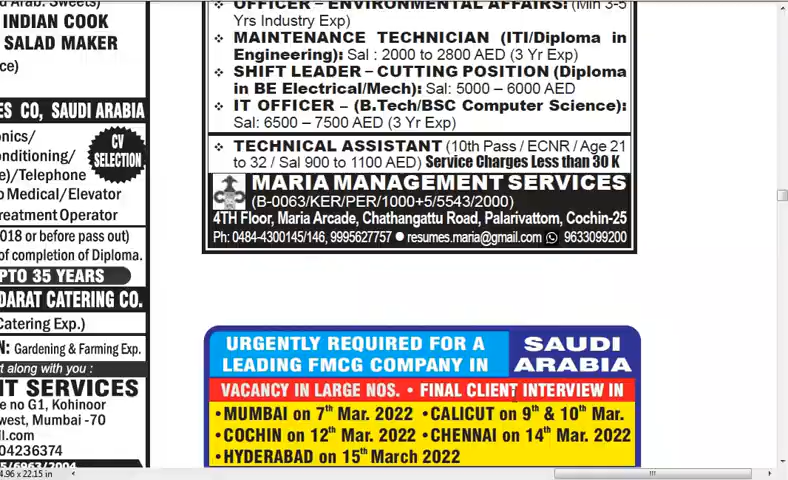 Arab. Sweets)
INDIAN COOK
SALAD MAKER
ce)
ES CO, SAUDI ARABIA
onics/
onditioning/
e)/Telephone
o Medical/Elevator
reatment Operator
CV
SELECTION
018 or before pass out)
of completion of Diploma.
PTO 35 YEARS
DARAT CATERING CO.
Catering Exp.)
N: Gardening & Farming Exp.
t along with you :
IT SERVICES
e no G1, Kohinoor
west, Mumbai -70
il.com
04236374
OFFICER – ENVIRONMENTAL AFFAIRS: (Min 3-5
Yrs Industry Exp)
❖ MAINTENANCE TECHNICIAN (ITI/Diploma in
Engineering): Sal : 2000 to 2800 AED (3 Yr Exp)
❖ SHIFT LEADER – CUTTING POSITION (Diploma
in BE Electrical/Mech): Sal: 5000 – 6000 AED
❖ IT OFFICER – (B.Tech/BSC Computer Science):
Sal: 6500 – 7500 AED (3 Yr Exp)
❖ TECHNICAL ASSISTANT (10th Pass / ECNR / Age 21
to 32 / Sal 900 to 1100 AED) Service Charges Less than 30 K
MARIA MANAGEMENT SERVICES
(B-0063/KER/PER/1000+5/5543/2000)
4TH Floor, Maria Arcade, Chathangattu Road, Palarivattom, Cochin-25
Ph: 0484-4300145/146, 9995627757 ● resumes.maria@gmail.com 9633099200
URGENTLY REQUIRED FOR A
LEADING FMCG COMPANY IN
SAUDI
ARABIA
VACANCY IN LARGE NOS. • FINAL CLIENT INTERVIEW IN
•MUMBAI on 7th Mar. 2022 •CALICUT on 9th & 10th Mar.
•COCHIN on 12th Mar. 2022 •CHENNAI on 14th Mar. 2022
•HYDERABAD on 15th March 2022
4.96 x 22.15 in